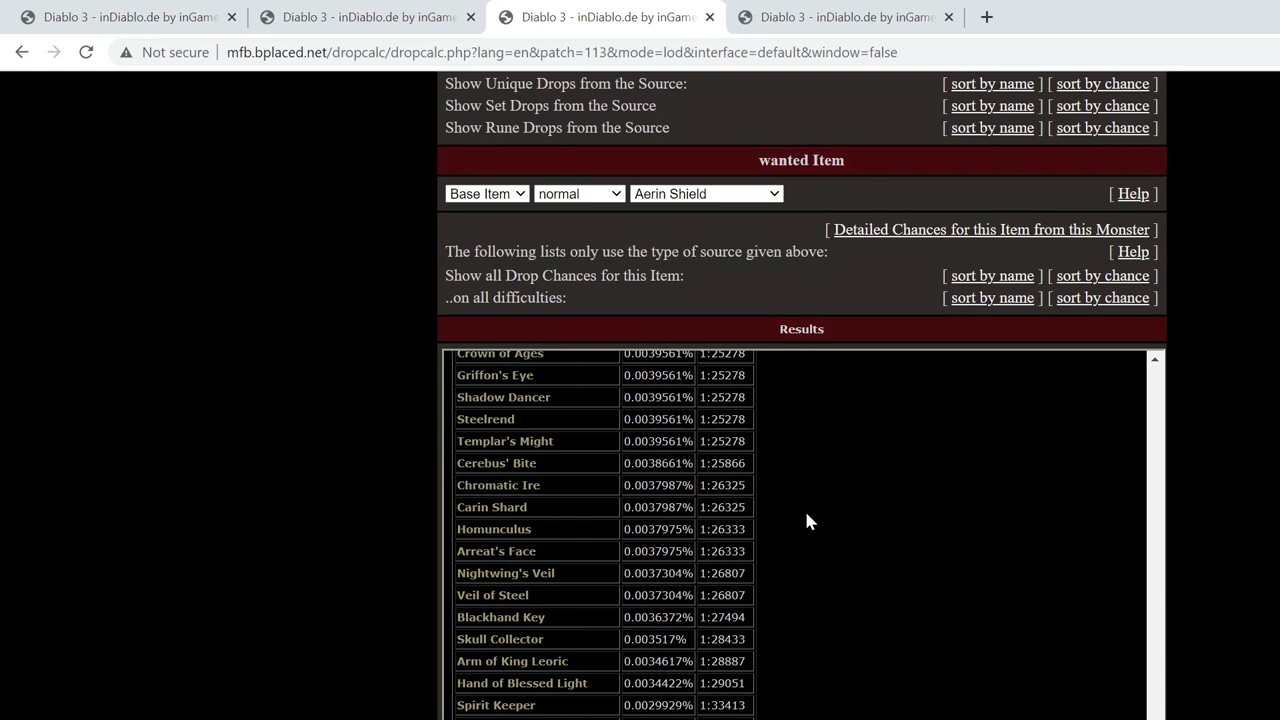 Diablo 3 - inDiablo.de by inGame
Diablo 3 - inDiablo.de by inGame
Diablo 3 - inDiablo.de by inGame
Diablo 3 - inDiablo.de by inGame
Not secure mfb.bplaced.net/dropcalc/dropcalc.php?lang=en&patch=113&mode=lod&interface=default&window=false
Show Unique Drops from the Source: [ sort by name ] [ sort by chance ]
Show Set Drops from the Source [ sort by name ] [ sort by chance ]
Show Rune Drops from the Source [ sort by name ] [ sort by chance ]
wanted Item
Base Item normal Aerin Shield [ Help ]
[ Detailed Chances for this Item from this Monster ]
The following lists only use the type of source given above: [ Help ]
Show all Drop Chances for this Item: [ sort by name ] [ sort by chance ]
..on all difficulties: [ sort by name ] [ sort by chance ]
Results
Crown of Ages 0.0039561% 1:25278
Griffon's Eye 0.0039561% 1:25278
Shadow Dancer 0.0039561% 1:25278
Steelrend 0.0039561% 1:25278
Templar's Might 0.0039561% 1:25278
Cerebus' Bite 0.0038661% 1:25866
Chromatic Ire 0.0037987% 1:26325
Carin Shard 0.0037987% 1:26325
Homunculus 0.0037975% 1:26333
Arreat's Face 0.0037975% 1:26333
Nightwing's Veil 0.0037304% 1:26807
Veil of Steel 0.0037304% 1:26807
Blackhand Key 0.0036372% 1:27494
Skull Collector 0.003517% 1:28433
Arm of King Leoric 0.0034617% 1:28887
Hand of Blessed Light 0.0034422% 1:29051
Spirit Keeper 0.0029929% 1:33413